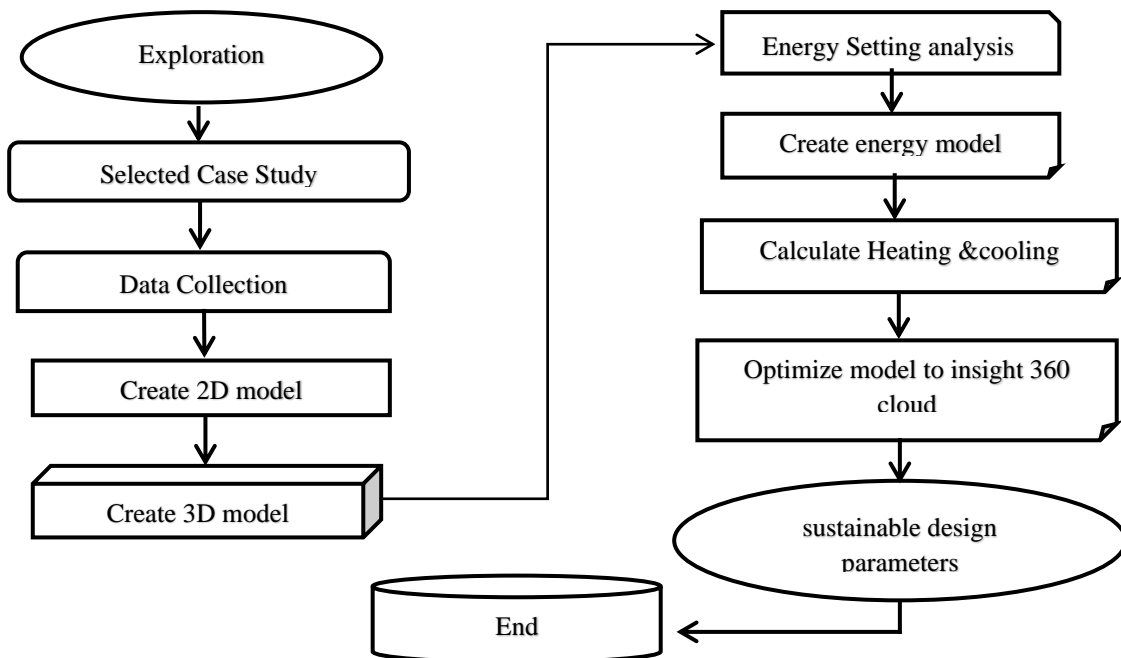 Exploration
Selected Case Study
Data Collection
Create 2D model
Create 3D model
Energy Setting analysis
Create energy model
Calculate Heating &cooling
Optimize model to insight 360
cloud
sustainable design
parameters
End